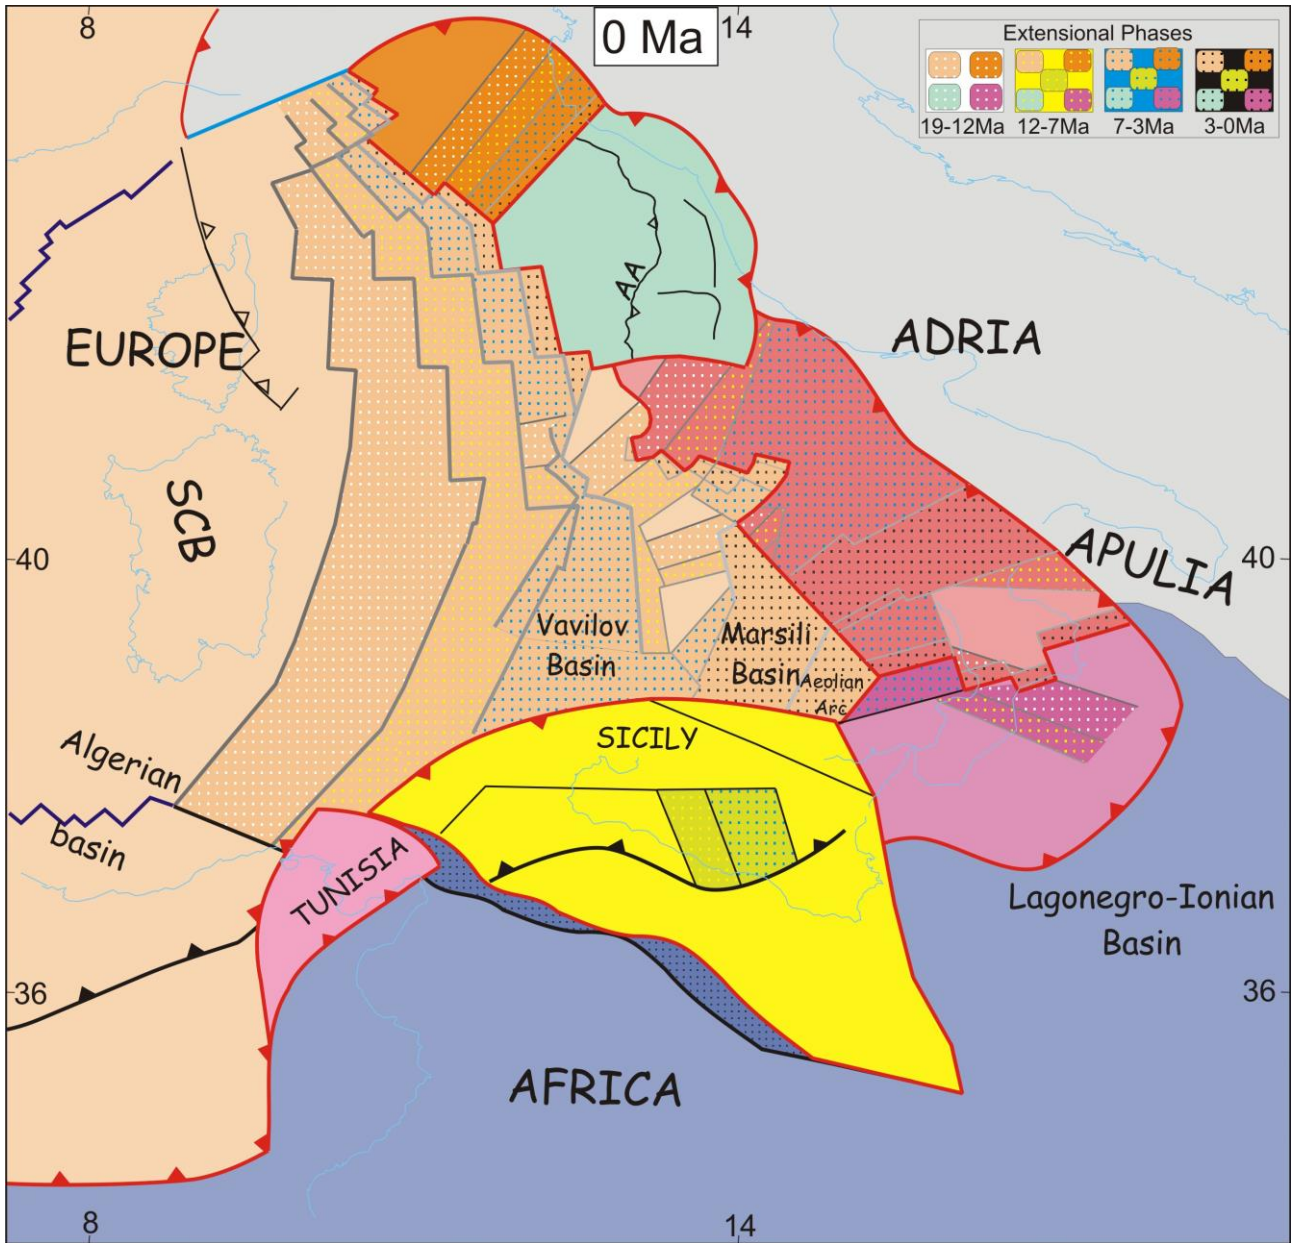 8
0 Ma
14
Extensional Phases
19-12Ma
12-7Ma
7-3Ma
3-0Ma
AA
EUROPE
ADRIA
SCB
40
APULIA
40
Vavilov
Basin
Marsili
Basin
Aeolian
Arc
SICILY
Algerian
basin
TUNISIA
Lagonegro-Ionian
Basin
36
36
AFRICA
8
14